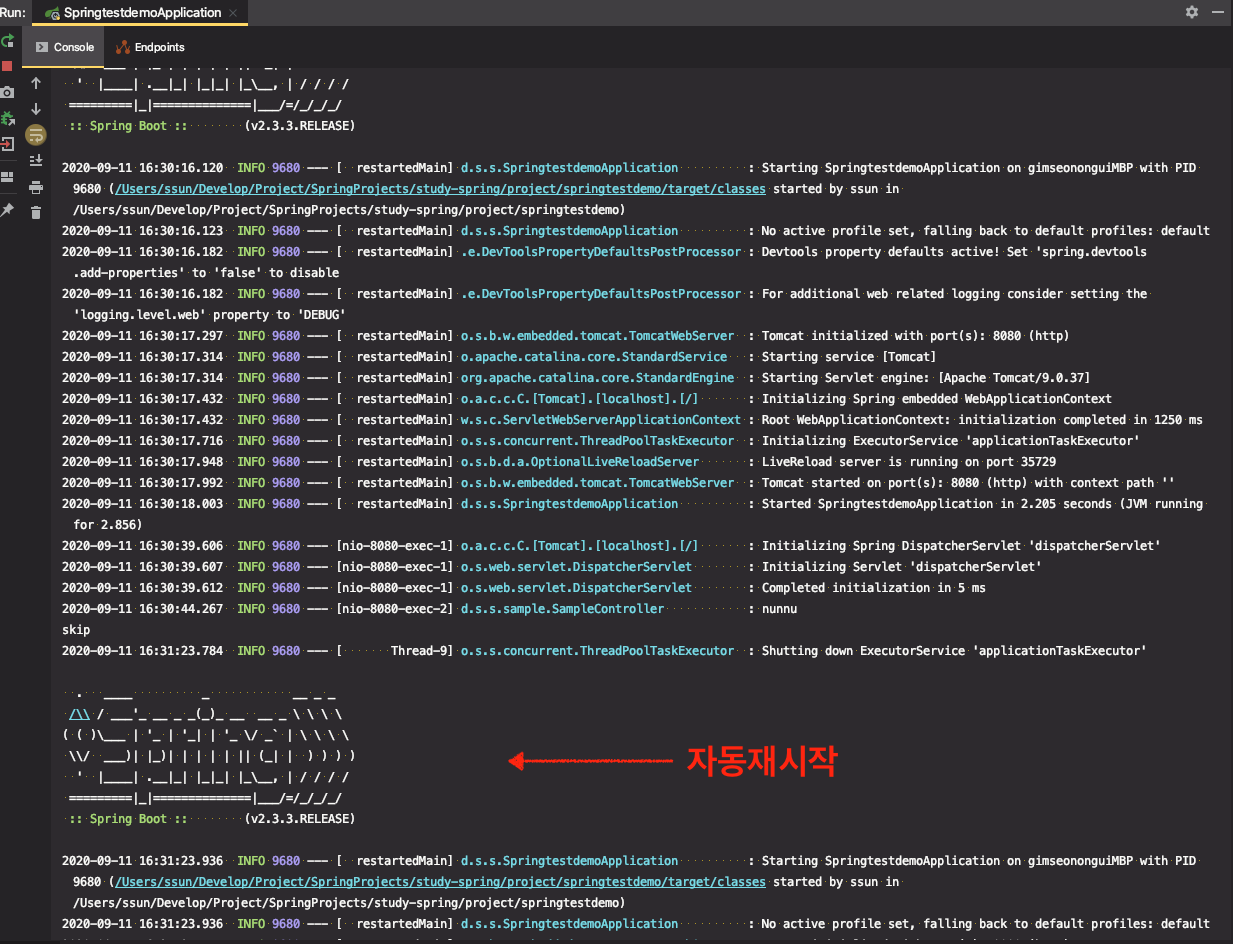 Run: SpringtestdemoApplication
Console Endpoints
' |____| .__|_| |_|_| |_\__, | / / / /
=========|_|==============|___/=/_/_/_/
:: Spring Boot :: (v2.3.3.RELEASE)
2020-09-11 16:30:16.120 INFO 9680 --- [ restartedMain] d.s.s.SpringtestdemoApplication : Starting SpringtestdemoApplication on gimseononguiMBP with PID
9680 (/Users/ssun/Develop/Project/SpringProjects/study-spring/project/springtestdemo/target/classes started by ssun in
/Users/ssun/Develop/Project/SpringProjects/study-spring/project/springtestdemo)
2020-09-11 16:30:16.123 INFO 9680 --- [ restartedMain] d.s.s.SpringtestdemoApplication : No active profile set, falling back to default profiles: default
2020-09-11 16:30:16.182 INFO 9680 --- [ restartedMain] .e.DevToolsPropertyDefaultsPostProcessor : Devtools property defaults active! Set 'spring.devtools
.add-properties' to 'false' to disable
2020-09-11 16:30:16.182 INFO 9680 --- [ restartedMain] .e.DevToolsPropertyDefaultsPostProcessor : For additional web related logging consider setting the
'logging.level.web' property to 'DEBUG'
2020-09-11 16:30:17.297 INFO 9680 --- [ restartedMain] o.s.b.w.embedded.tomcat.TomcatWebServer : Tomcat initialized with port(s): 8080 (http)
2020-09-11 16:30:17.314 INFO 9680 --- [ restartedMain] o.apache.catalina.core.StandardService : Starting service [Tomcat]
2020-09-11 16:30:17.314 INFO 9680 --- [ restartedMain] org.apache.catalina.core.StandardEngine : Starting Servlet engine: [Apache Tomcat/9.0.37]
2020-09-11 16:30:17.432 INFO 9680 --- [ restartedMain] o.a.c.c.C.[Tomcat].[localhost].[/] : Initializing Spring embedded WebApplicationContext
2020-09-11 16:30:17.432 INFO 9680 --- [ restartedMain] w.s.c.ServletWebServerApplicationContext : Root WebApplicationContext: initialization completed in 1250 ms
2020-09-11 16:30:17.716 INFO 9680 --- [ restartedMain] o.s.s.concurrent.ThreadPoolTaskExecutor : Initializing ExecutorService 'applicationTaskExecutor'
2020-09-11 16:30:17.948 INFO 9680 --- [ restartedMain] o.s.b.d.a.OptionalLiveReloadServer : LiveReload server is running on port 35729
2020-09-11 16:30:17.992 INFO 9680 --- [ restartedMain] o.s.b.w.embedded.tomcat.TomcatWebServer : Tomcat started on port(s): 8080 (http) with context path ''
2020-09-11 16:30:18.003 INFO 9680 --- [ restartedMain] d.s.s.SpringtestdemoApplication : Started SpringtestdemoApplication in 2.205 seconds (JVM running
for 2.856)
2020-09-11 16:30:39.606 INFO 9680 --- [nio-8080-exec-1] o.a.c.c.C.[Tomcat].[localhost].[/] : Initializing Spring DispatcherServlet 'dispatcherServlet'
2020-09-11 16:30:39.607 INFO 9680 --- [nio-8080-exec-1] o.s.web.servlet.DispatcherServlet : Initializing Servlet 'dispatcherServlet'
2020-09-11 16:30:39.612 INFO 9680 --- [nio-8080-exec-1] o.s.web.servlet.DispatcherServlet : Completed initialization in 5 ms
2020-09-11 16:30:44.267 INFO 9680 --- [nio-8080-exec-2] d.s.s.sample.SampleController : nunnu
skip
2020-09-11 16:31:23.784 INFO 9680 --- [ Thread-9] o.s.s.concurrent.ThreadPoolTaskExecutor : Shutting down ExecutorService 'applicationTaskExecutor'
. ____ _ __ _ _
/\\ / ___'_ __ _ _(_)_ __ __ _ \ \ \ \
( ( )\___ | '_ | '_| | '_ \/ _` | \ \ \ \
\\/ ___)| |_)| | | | | || (_| | ) ) ) )
' |____| .__|_| |_|_| |_\__, | / / / /
=========|_|==============|___/=/_/_/_/
:: Spring Boot :: (v2.3.3.RELEASE)
자동재시작
2020-09-11 16:31:23.936 INFO 9680 --- [ restartedMain] d.s.s.SpringtestdemoApplication : Starting SpringtestdemoApplication on gimseononguiMBP with PID
9680 (/Users/ssun/Develop/Project/SpringProjects/study-spring/project/springtestdemo/target/classes started by ssun in
/Users/ssun/Develop/Project/SpringProjects/study-spring/project/springtestdemo)
2020-09-11 16:31:23.936 INFO 9680 --- [ restartedMain] d.s.s.SpringtestdemoApplication : No active profile set, falling back to default profiles: default